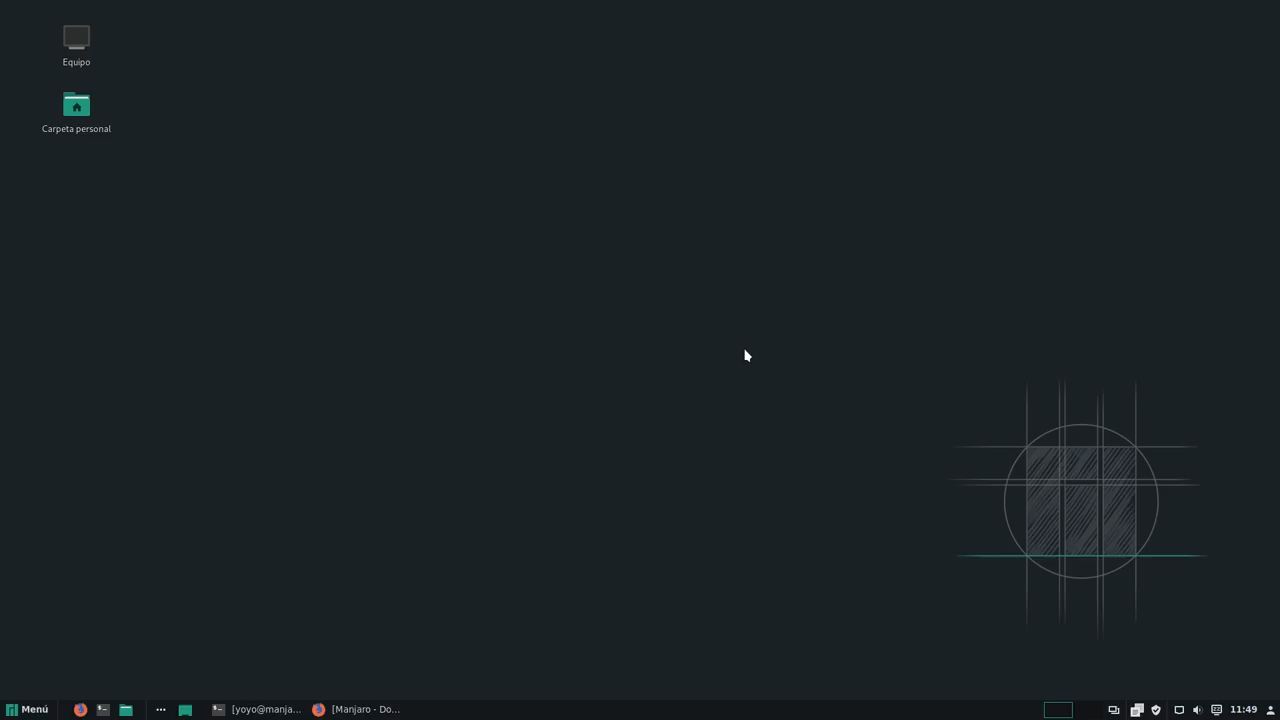 Equipo
Carpeta personal
Menú
[yoyo@manja...
[Manjaro - Do...
11:49